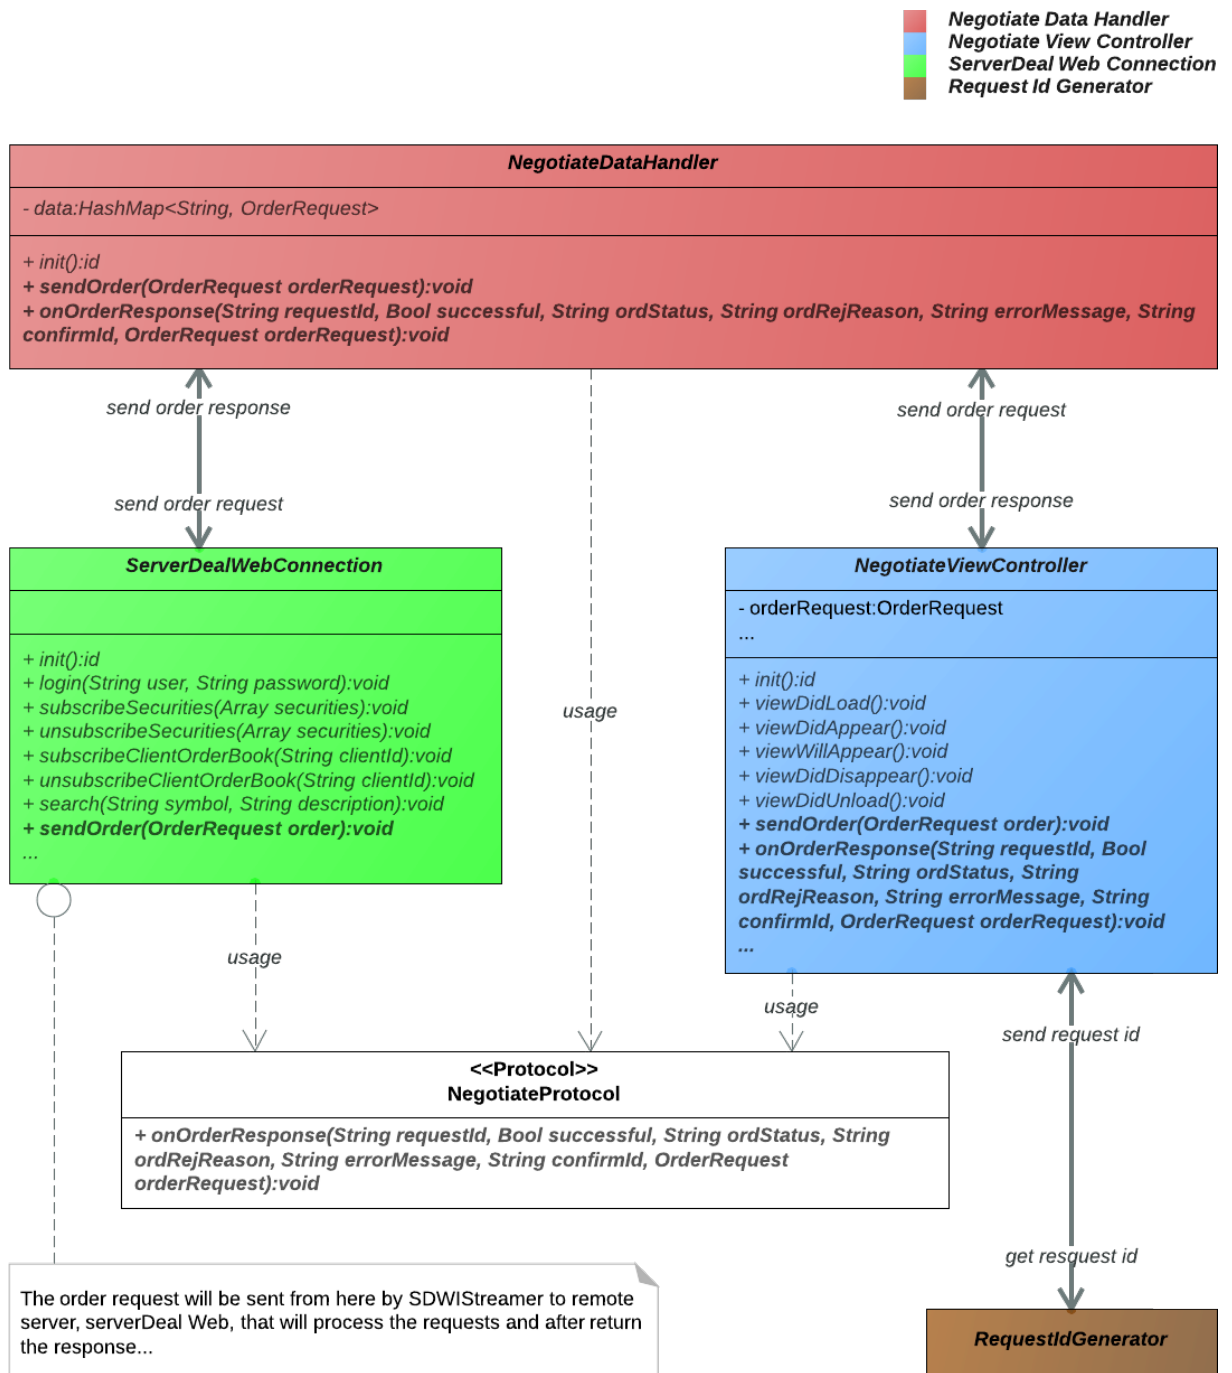 Negotiate Data Handler
Negotiate View Controller
ServerDeal Web Connection
Request Id Generator
NegotiateDataHandler
- data:HashMap<String, OrderRequest>
+ init():id
+ sendOrder(OrderRequest orderRequest):void
+ onOrderResponse(String requestId, Bool successful, String ordStatus, String ordRejReason, String errorMessage, String
confirmId, OrderRequest orderRequest):void
send order response
send order request
send order request
send order response
ServerDealWebConnection
+ init():id
+ login(String user, String password):void
+ subscribeSecurities(Array securities):void
+ unsubscribeSecurities(Array securities):void
+ subscribeClientOrderBook(String clientId):void
+ unsubscribeClientOrderBook(String clientId):void
+ search(String symbol, String description):void
+ sendOrder(OrderRequest order):void
...
usage
NegotiateViewController
- orderRequest:OrderRequest
...
+ init():id
+ viewDidLoad():void
+ viewDidAppear():void
+ viewWillAppear():void
+ viewDidDisappear():void
+ viewDidUnload():void
+ sendOrder(OrderRequest order):void
+ onOrderResponse(String requestId, Bool
successful, String ordStatus, String
ordRejReason, String errorMessage, String
confirmId, OrderRequest orderRequest):void
...
usage
usage
send request id
<<Protocol>>
NegotiateProtocol
+ onOrderResponse(String requestId, Bool successful, String ordStatus, String
ordRejReason, String errorMessage, String confirmId, OrderRequest
orderRequest):void
get resquest id
The order request will be sent from here by SDWIStreamer to remote
server, serverDeal Web, that will process the requests and after return
the response...
RequestIdGenerator